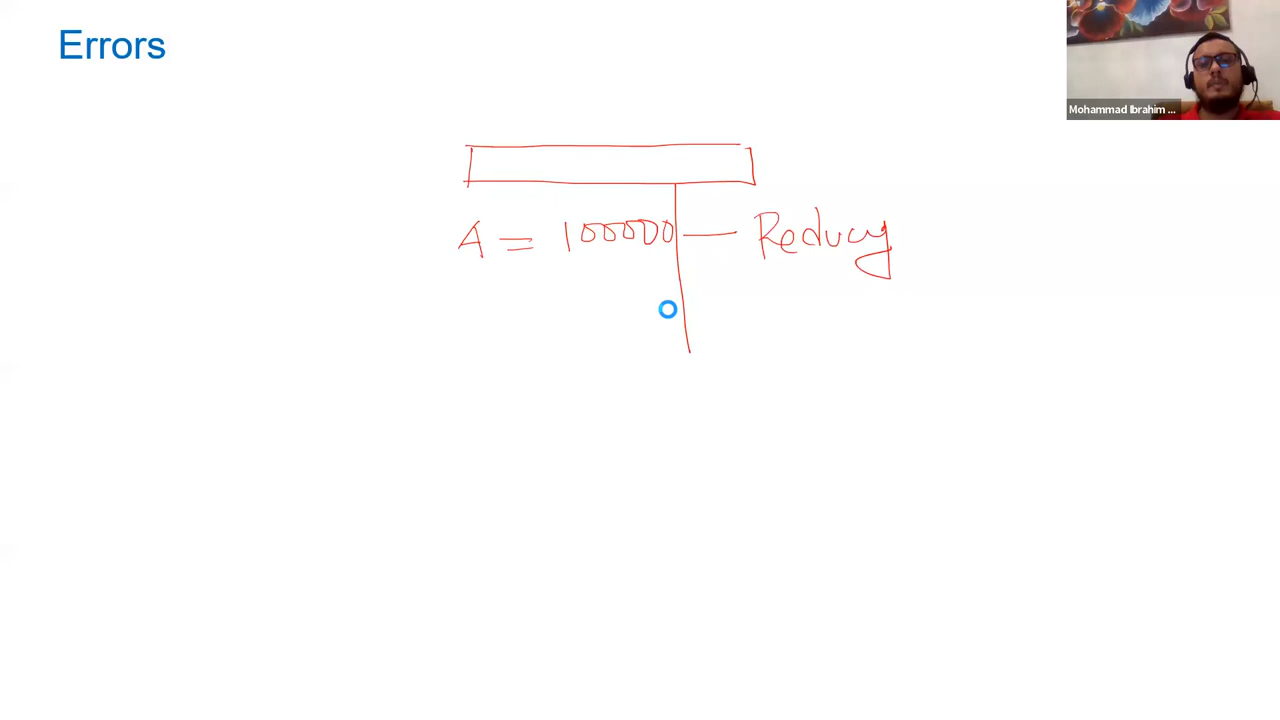 Errors
Mohammad Ibrahim ...
A = 100000 — Reducy